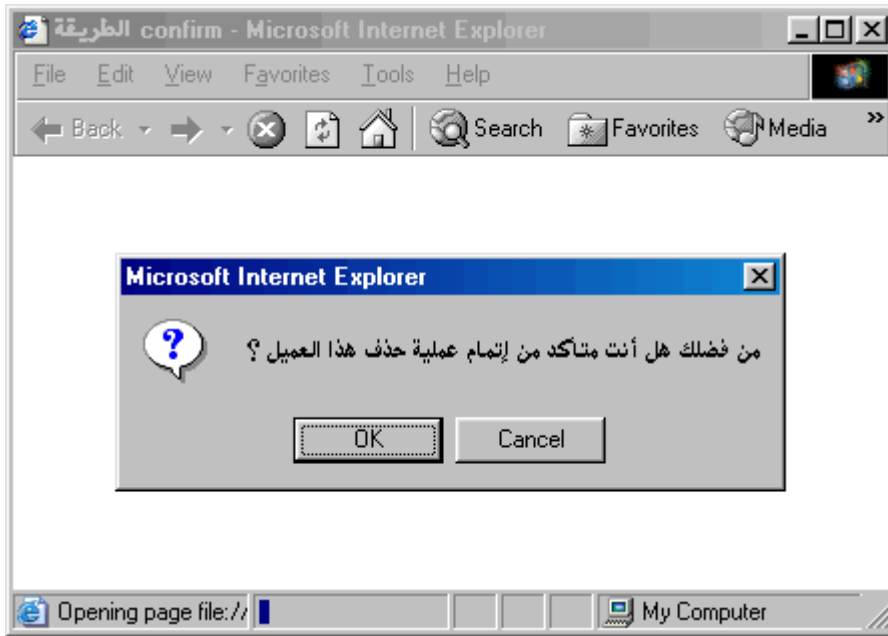 الطريقة confirm - Microsoft Internet Explorer
File Edit View Favorites Tools Help
Back Search Favorites Media »
Microsoft Internet Explorer
من فضلك هل أنت متأكد من إتمام عملية حذف هذا العميل ؟
OK Cancel
Opening page file:// My Computer